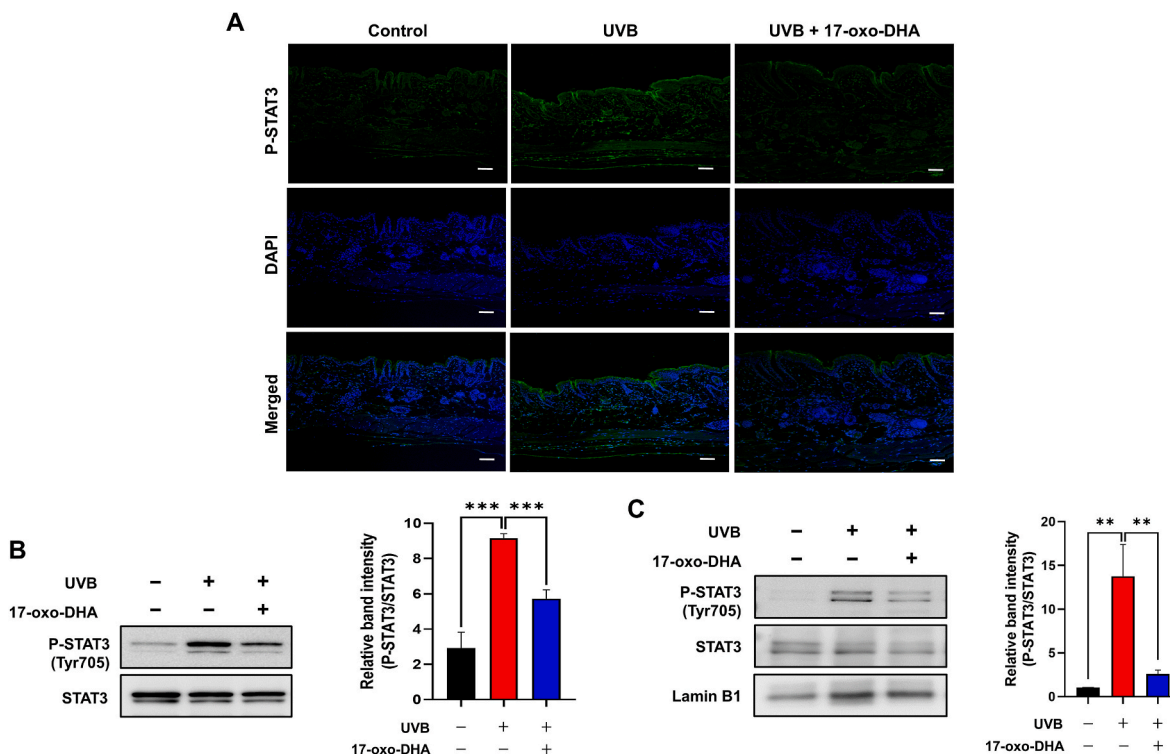 A
Control UVB UVB + 17-oxo-DHA
P-STAT3
DAPI
Merged
B
UVB – + +
17-oxo-DHA – – +
P-STAT3
(Tyr705)
STAT3
Relative band intensity
(P-STAT3/STAT3)
10
8
6
4
2
0
*** ***
UVB – + +
17-oxo-DHA – – +
C
UVB – + +
17-oxo-DHA – – +
P-STAT3
(Tyr705)
STAT3
Lamin B1
Relative band intensity
(P-STAT3/STAT3)
20
15
10
5
0
** **
UVB – + +
17-oxo-DHA – – +